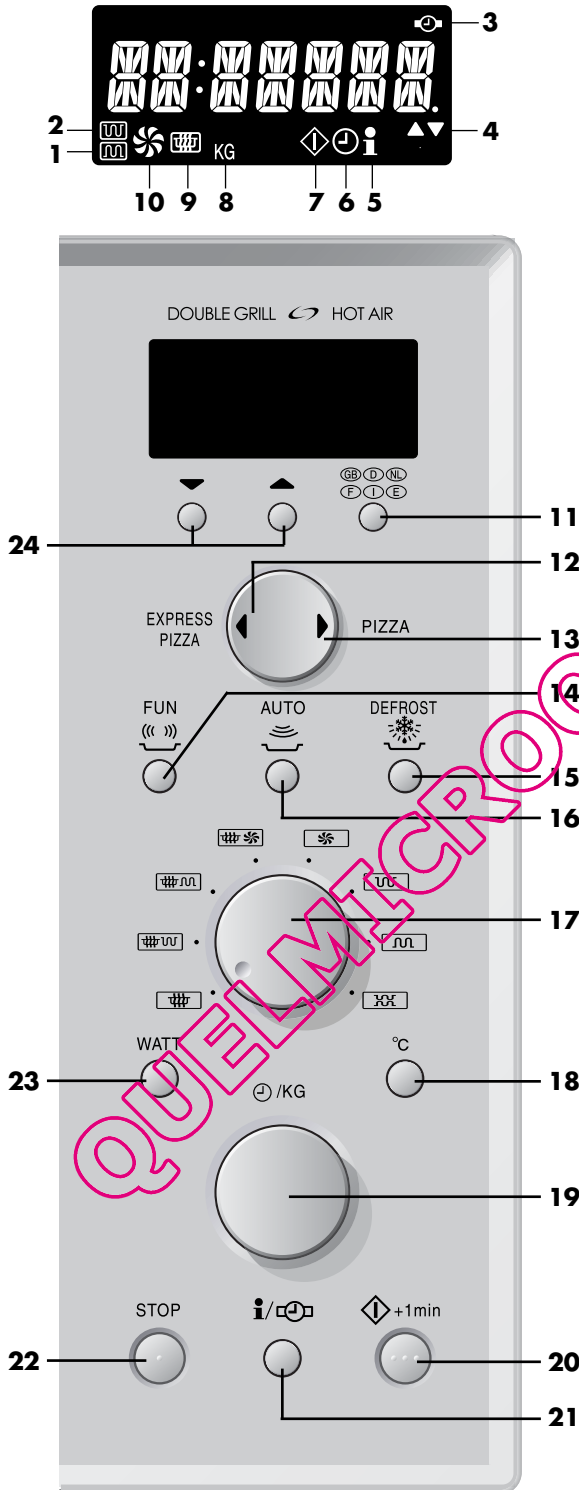 3
88:88888.
2
1
4
KG
10 9 8 7 6 5
DOUBLE GRILL HOT AIR
GB D NL
F I E
11
24
12
EXPRESS PIZZA
PIZZA
13
14
FUN AUTO DEFROST
15
16
17
WATT °C
23
18
/KG
19
STOP i/ +1min
22
20
21
QUELMICRO